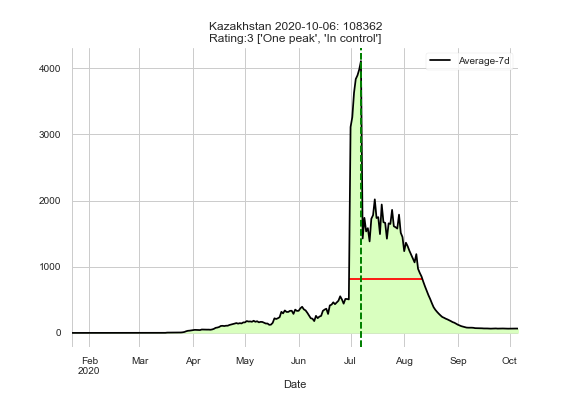 Kazakhstan 2020-10-06: 108362
Rating:3 ['One peak', 'In control']
Average-7d
4000
3000
2000
1000
0
Feb Mar Apr May Jun Jul Aug Sep Oct
2020
Date